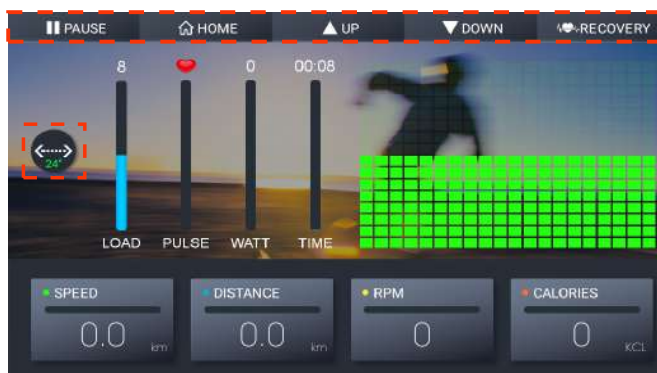 PAUSE HOME UP DOWN RECOVERY
8 0 00:08
24"
LOAD PULSE WATT TIME
SPEED DISTANCE RPM CALORIES
0.0 km 0.0 km 0 0 KCL